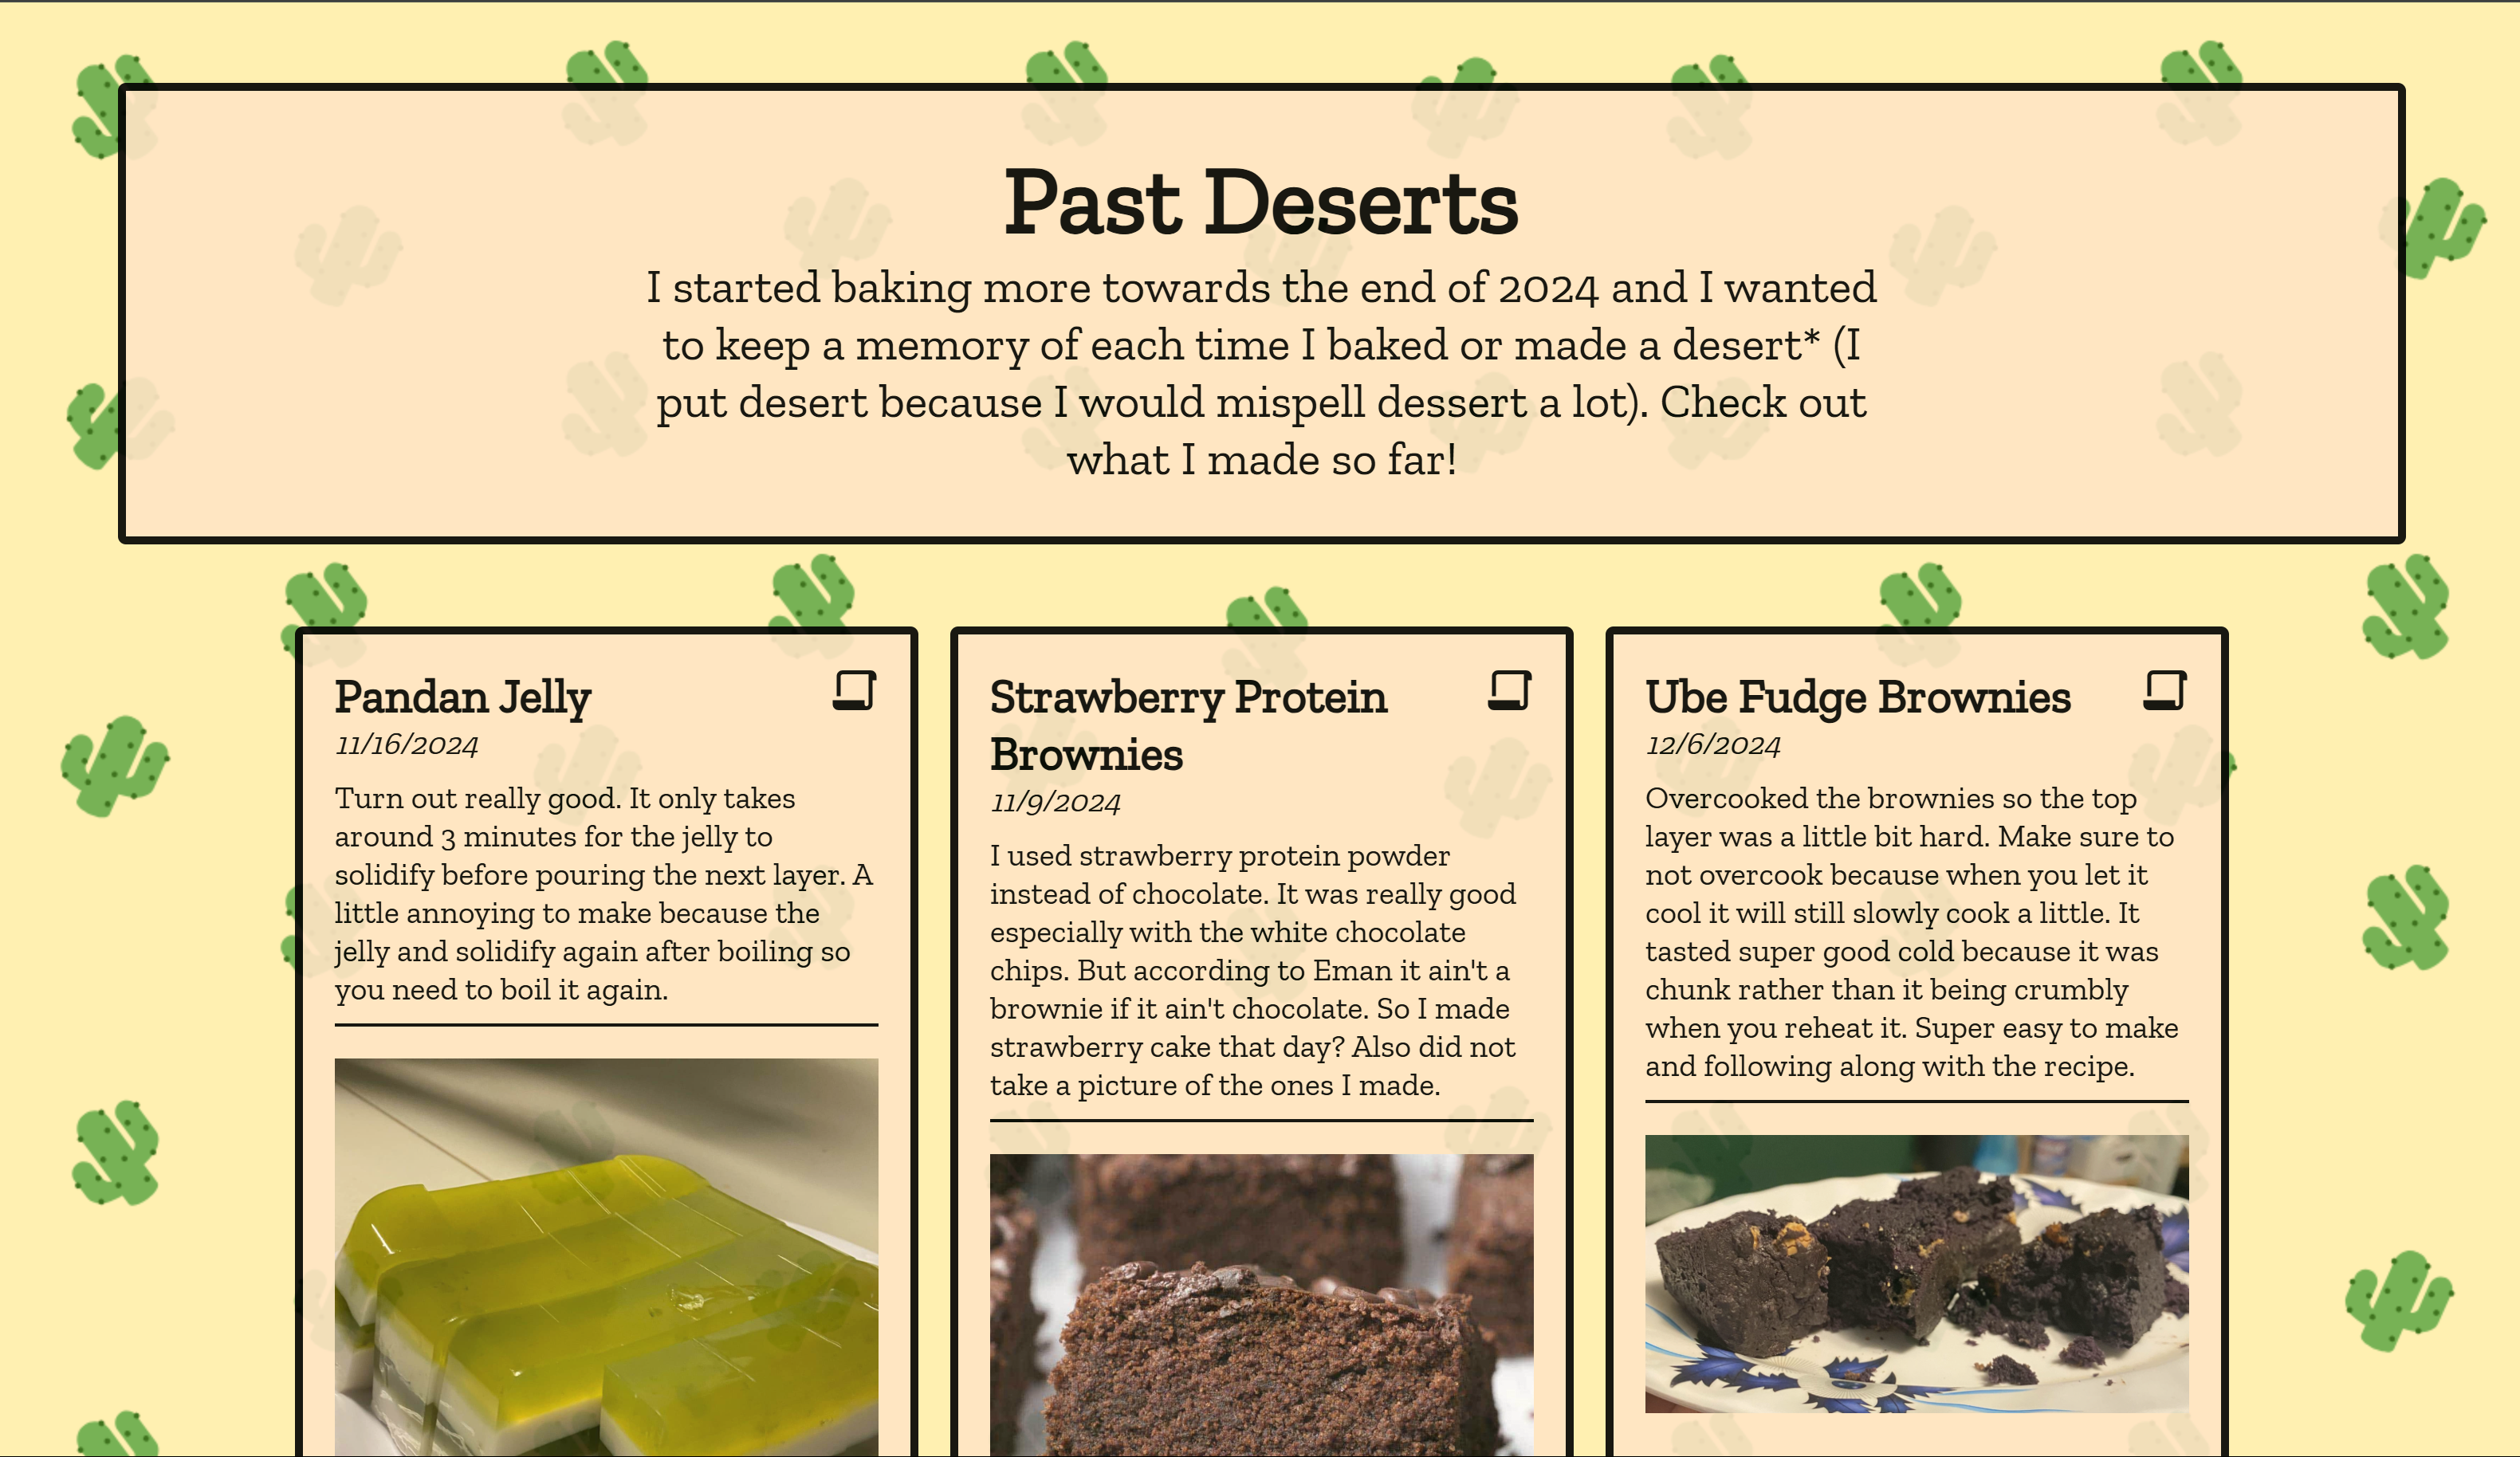 Past Deserts
I started baking more towards the end of 2024 and I wanted
to keep a memory of each time I baked or made a desert* (I
put desert because I would mispell dessert a lot). Check out
what I made so far!
Pandan Jelly
11/16/2024
Turn out really good. It only takes
around 3 minutes for the jelly to
solidify before pouring the next layer. A
little annoying to make because the
jelly and solidify again after boiling so
you need to boil it again.
Strawberry Protein
Brownies
11/9/2024
I used strawberry protein powder
instead of chocolate. It was really good
especially with the white chocolate
chips. But according to Eman it ain't a
brownie if it ain't chocolate. So I made
strawberry cake that day? Also did not
take a picture of the ones I made.
Ube Fudge Brownies
12/6/2024
Overcooked the brownies so the top
layer was a little bit hard. Make sure to
not overcook because when you let it
cool it will still slowly cook a little. It
tasted super good cold because it was
chunk rather than it being crumbly
when you reheat it. Super easy to make
and following along with the recipe.